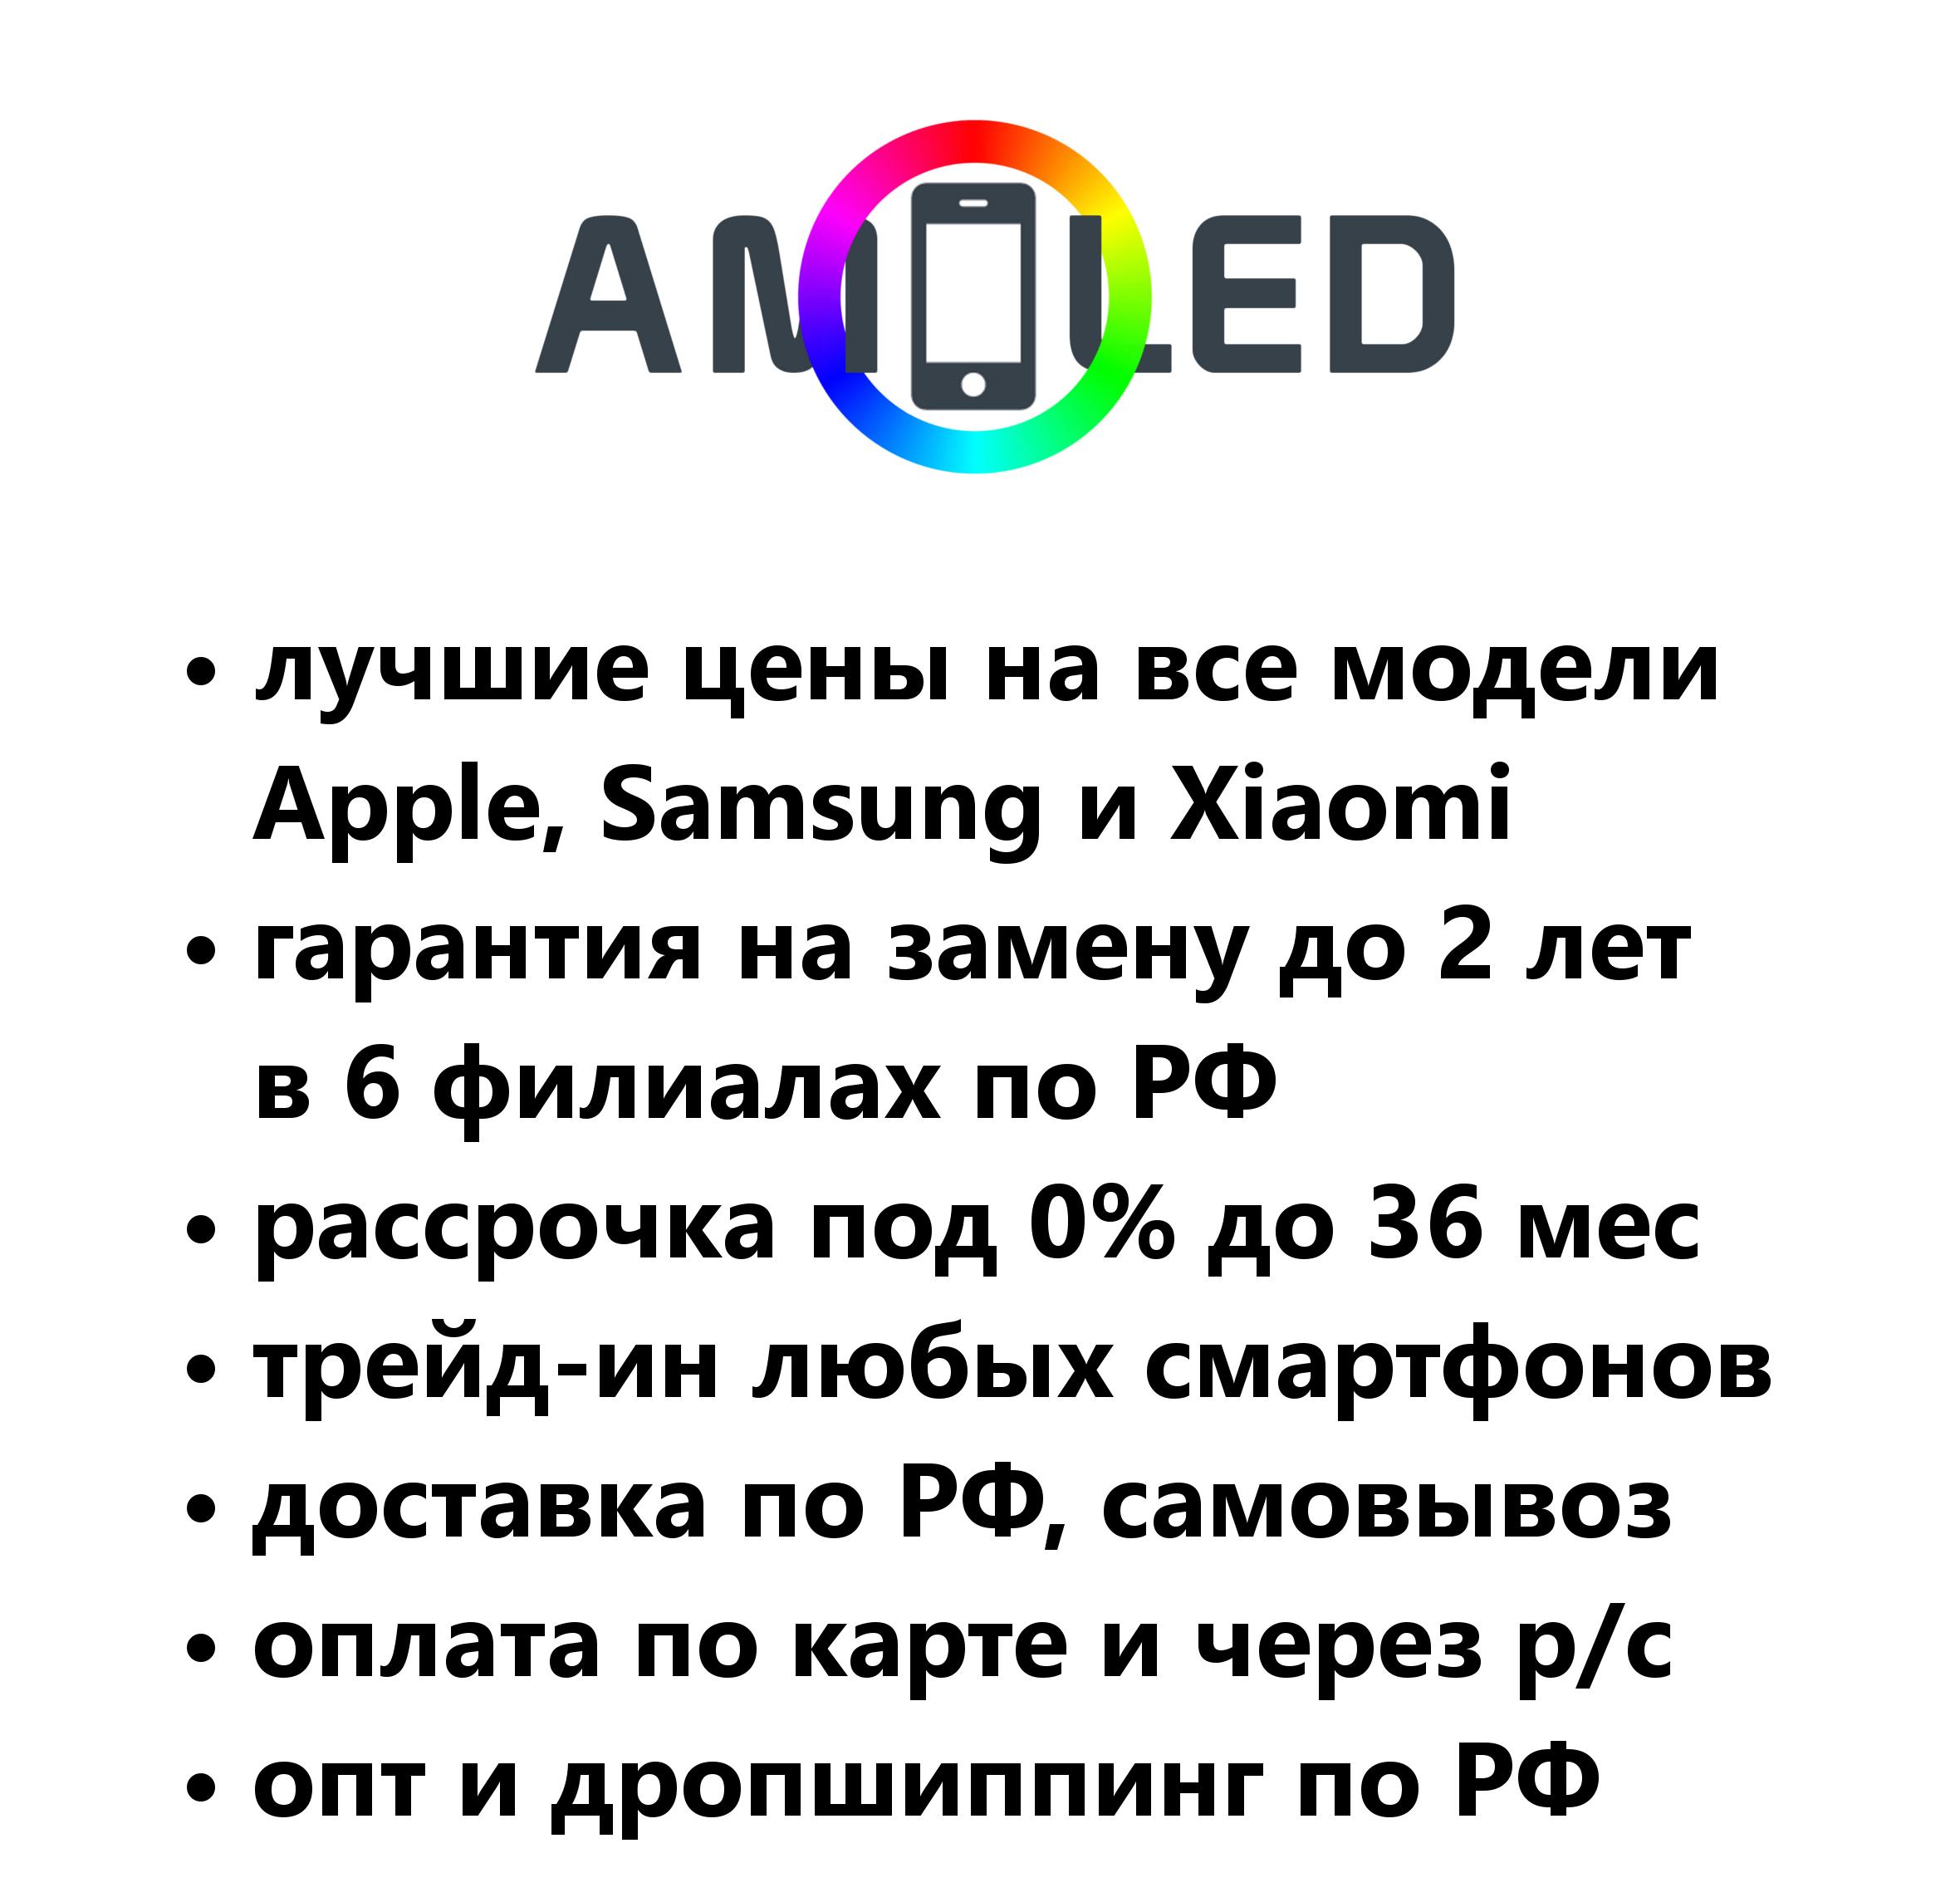 AMOLED
• лучшие цены на все модели
Apple, Samsung и Xiaomi
• гарантия на замену до 2 лет
в 6 филиалах по РФ
• рассрочка под 0% до 36 мес
• трейд-ин любых смартфонов
• доставка по РФ, самовывоз
• оплата по карте и через р/с
• опт и дропшиппинг по РФ